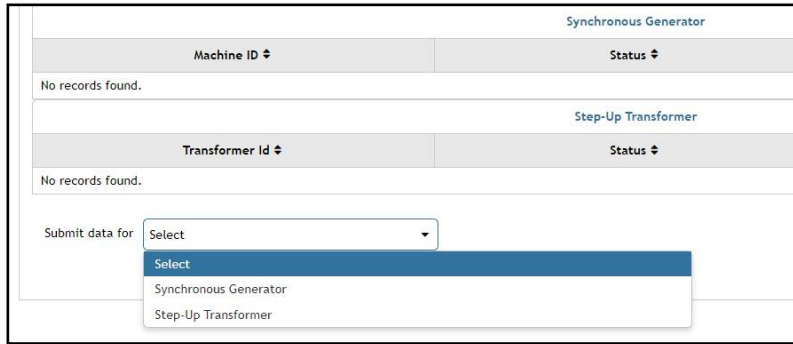 Synchronous Generator
Machine ID Status
No records found.
Step-Up Transformer
Transformer Id Status
No records found.
Submit data for Select
Select
Synchronous Generator
Step-Up Transformer